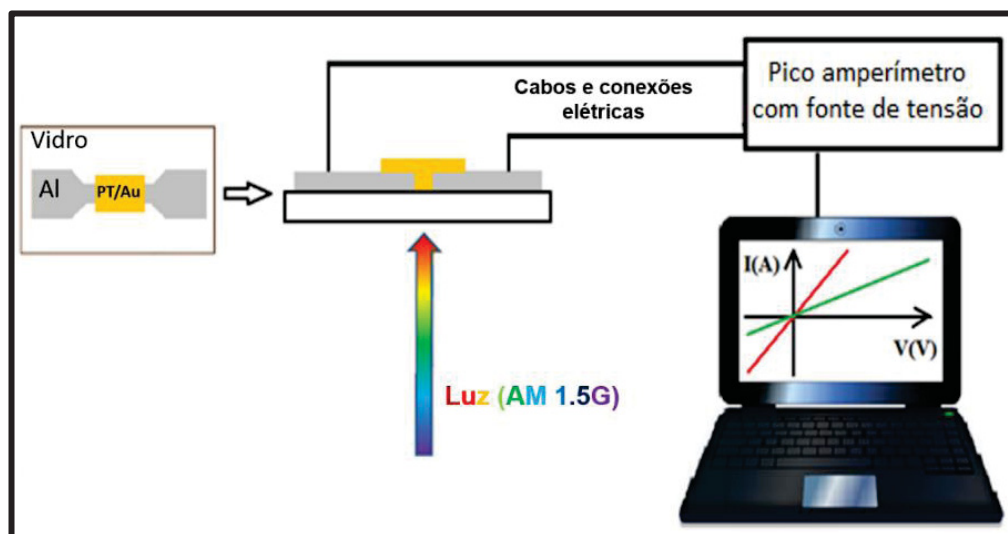 Vidro
Al
PT/Au
Cabos e conexões
elétricas
Pico amperímetro
com fonte de tensão
Luz (AM 1.5G)
I(A)
V(V)